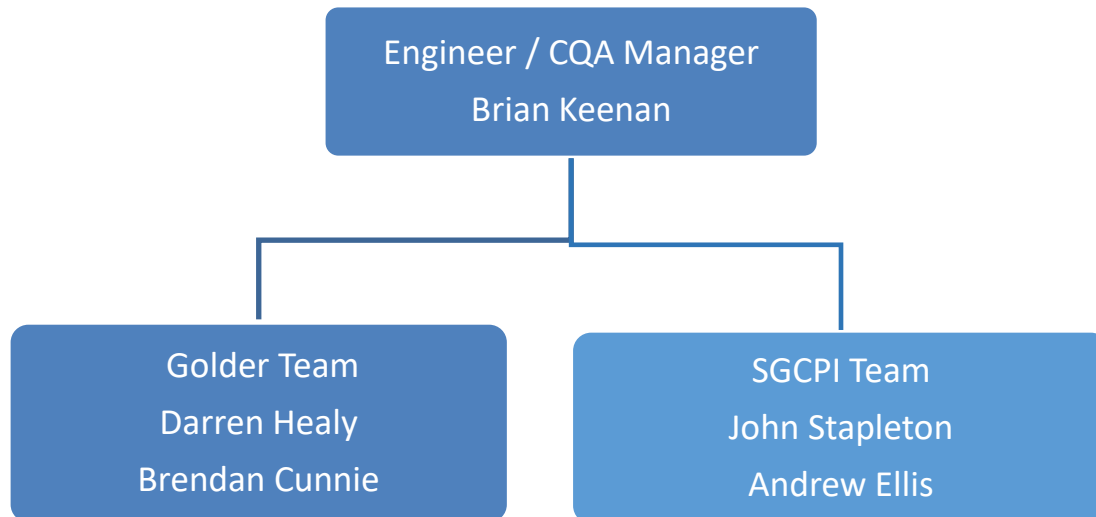 Engineer / CQA Manager
Brian Keenan
Golder Team
Darren Healy
Brendan Cunnie
SGCPI Team
John Stapleton
Andrew Ellis